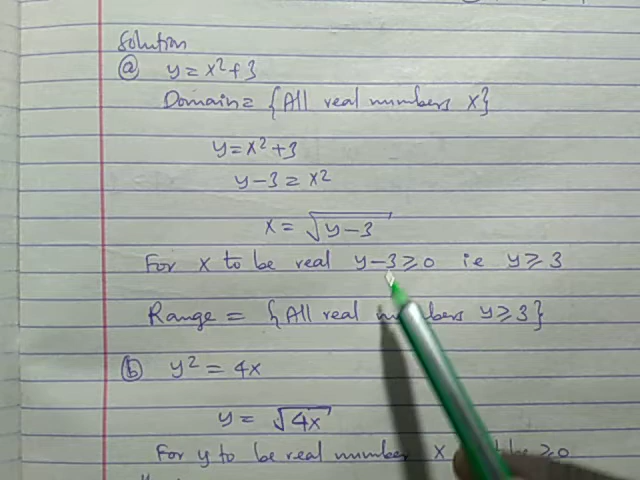 Solution
(a) y = x²+3
Domain = {All real numbers x}
y = x²+3
y-3 = x²
x = √y-3
For x to be real y-3≥0 ie y≥3
Range = {All real numbers y≥3}
(b) y² = 4x
y = √4x
For y to be real number x be ≥0